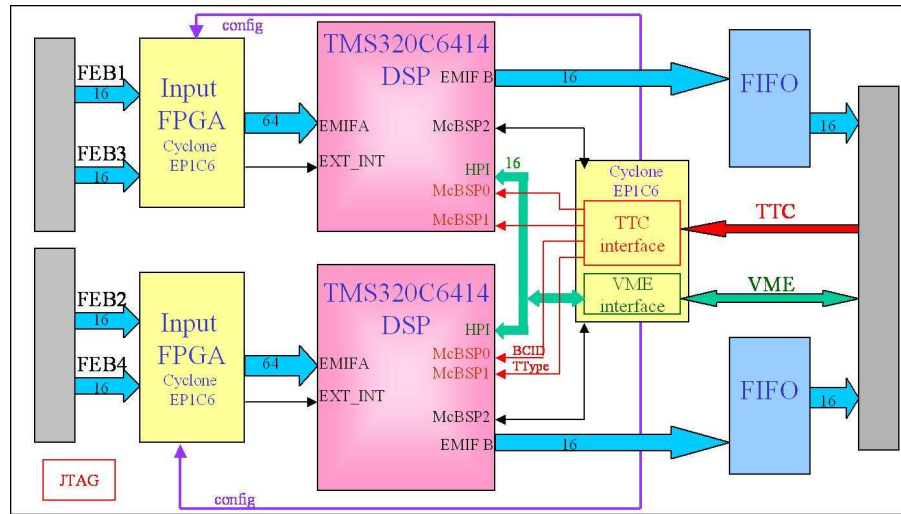 config
FEB1
16
FEB3
16
Input
FPGA
Cyclone
EP1C6
64
TMS320C6414
DSP
EMIF B
EMIFA
McBSP2
EXT_INT
HPI
16
McBSP0
McBSP1
16
FIFO
16
Cyclone
EP1C6
TTC
interface
VME
interface
TTC
VME
FEB2
16
FEB4
16
Input
FPGA
Cyclone
EP1C6
64
TMS320C6414
DSP
HPI
EMIFA
McBSP0
BCID
McBSP1
TType
EXT_INT
McBSP2
EMIF B
16
FIFO
16
JTAG
config